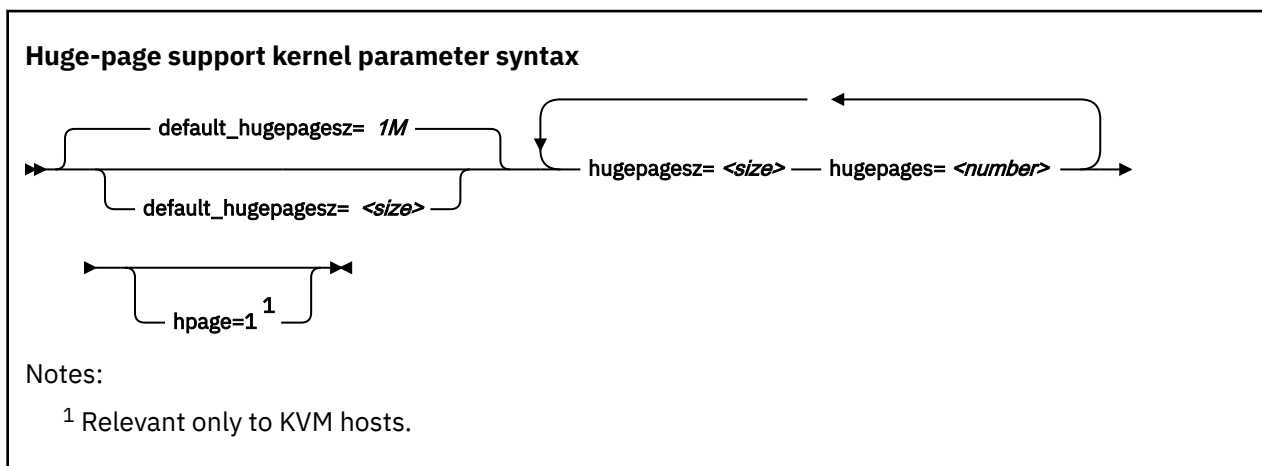 Huge-page support kernel parameter syntax
default_hugepagesz= 1M
hugepagesz= <size> hugepages= <number>
default_hugepagesz= <size>
hpage=1 1
Notes:
1 Relevant only to KVM hosts.